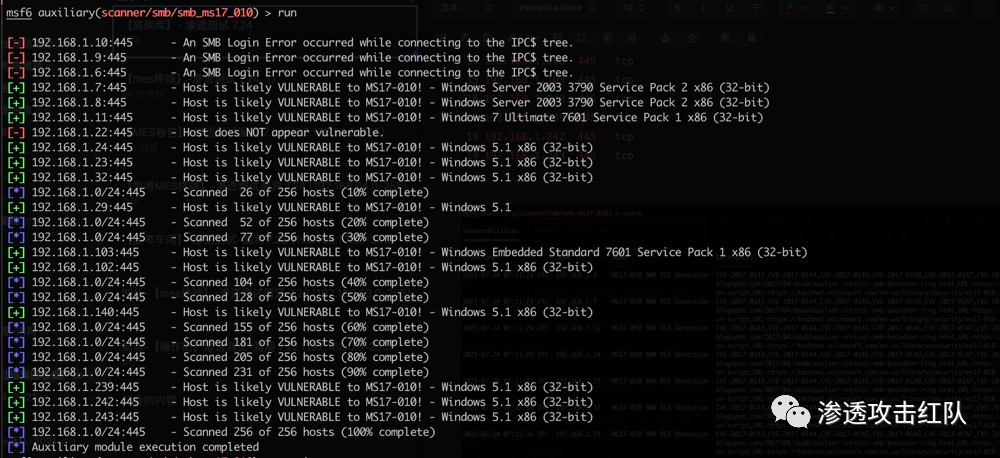 msf6 auxiliary(scanner/smb/smb_ms17_010) > run
[-] 192.168.1.10:445 - An SMB Login Error occurred while connecting to the IPC$ tree.
[-] 192.168.1.9:445 - An SMB Login Error occurred while connecting to the IPC$ tree.
[-] 192.168.1.6:445 - An SMB Login Error occurred while connecting to the IPC$ tree.
[+] 192.168.1.7:445 - Host is likely VULNERABLE to MS17-010! - Windows Server 2003 3790 Service Pack 2 x86 (32-bit)
[+] 192.168.1.8:445 - Host is likely VULNERABLE to MS17-010! - Windows Server 2003 3790 Service Pack 2 x86 (32-bit)
[+] 192.168.1.11:445 - Host is likely VULNERABLE to MS17-010! - Windows 7 Ultimate 7601 Service Pack 1 x86 (32-bit)
[-] 192.168.1.22:445 - Host does NOT appear vulnerable.
[+] 192.168.1.24:445 - Host is likely VULNERABLE to MS17-010! - Windows 5.1 x86 (32-bit)
[+] 192.168.1.23:445 - Host is likely VULNERABLE to MS17-010! - Windows 5.1 x86 (32-bit)
[+] 192.168.1.32:445 - Host is likely VULNERABLE to MS17-010! - Windows 5.1 x86 (32-bit)
[*] 192.168.1.0/24:445 - Scanned 26 of 256 hosts (10% complete)
[+] 192.168.1.29:445 - Host is likely VULNERABLE to MS17-010! - Windows 5.1
[*] 192.168.1.0/24:445 - Scanned 52 of 256 hosts (20% complete)
[*] 192.168.1.0/24:445 - Scanned 77 of 256 hosts (30% complete)
[+] 192.168.1.103:445 - Host is likely VULNERABLE to MS17-010! - Windows Embedded Standard 7601 Service Pack 1 x86 (32-bit)
[+] 192.168.1.102:445 - Host is likely VULNERABLE to MS17-010! - Windows 5.1 x86 (32-bit)
[*] 192.168.1.0/24:445 - Scanned 104 of 256 hosts (40% complete)
[*] 192.168.1.0/24:445 - Scanned 128 of 256 hosts (50% complete)
[+] 192.168.1.140:445 - Host is likely VULNERABLE to MS17-010! - Windows 5.1 x86 (32-bit)
[*] 192.168.1.0/24:445 - Scanned 155 of 256 hosts (60% complete)
[*] 192.168.1.0/24:445 - Scanned 181 of 256 hosts (70% complete)
[*] 192.168.1.0/24:445 - Scanned 205 of 256 hosts (80% complete)
[*] 192.168.1.0/24:445 - Scanned 231 of 256 hosts (90% complete)
[+] 192.168.1.239:445 - Host is likely VULNERABLE to MS17-010! - Windows 5.1 x86 (32-bit)
[+] 192.168.1.242:445 - Host is likely VULNERABLE to MS17-010! - Windows 5.1 x86 (32-bit)
[+] 192.168.1.243:445 - Host is likely VULNERABLE to MS17-010! - Windows 5.1 x86 (32-bit)
[*] 192.168.1.0/24:445 - Scanned 256 of 256 hosts (100% complete)
[*] Auxiliary module execution completed
渗透攻击红队